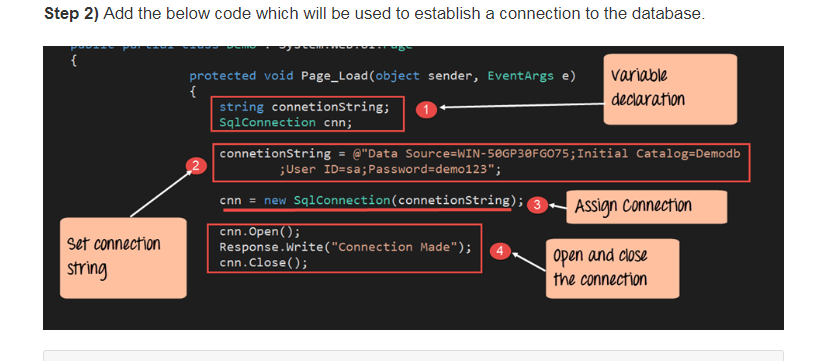 Step 2) Add the below code which will be used to establish a connection to the database.
{
protected void Page_Load(object sender, EventArgs e)
{
string connetionString;
SqlConnection cnn;
1
variable
declaration
connetionString = @"Data Source=WIN-50GP30FGO75;Initial Catalog=Demodb
;User ID=sa;Password=demo123";
2
cnn = new SqlConnection(connetionString);
3
Assign Connection
Set connection
string
cnn.Open();
Response.Write("Connection Made");
cnn.Close();
4
Open and close
the connection